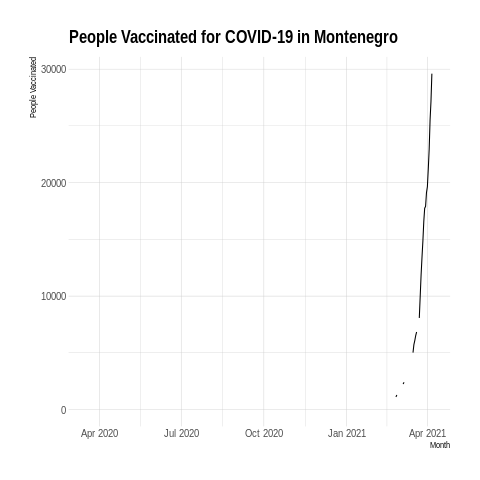 People Vaccinated for COVID-19 in Montenegro
People Vaccinated
30000
20000
10000
0
Apr 2020 Jul 2020 Oct 2020 Jan 2021 Apr 2021
Month